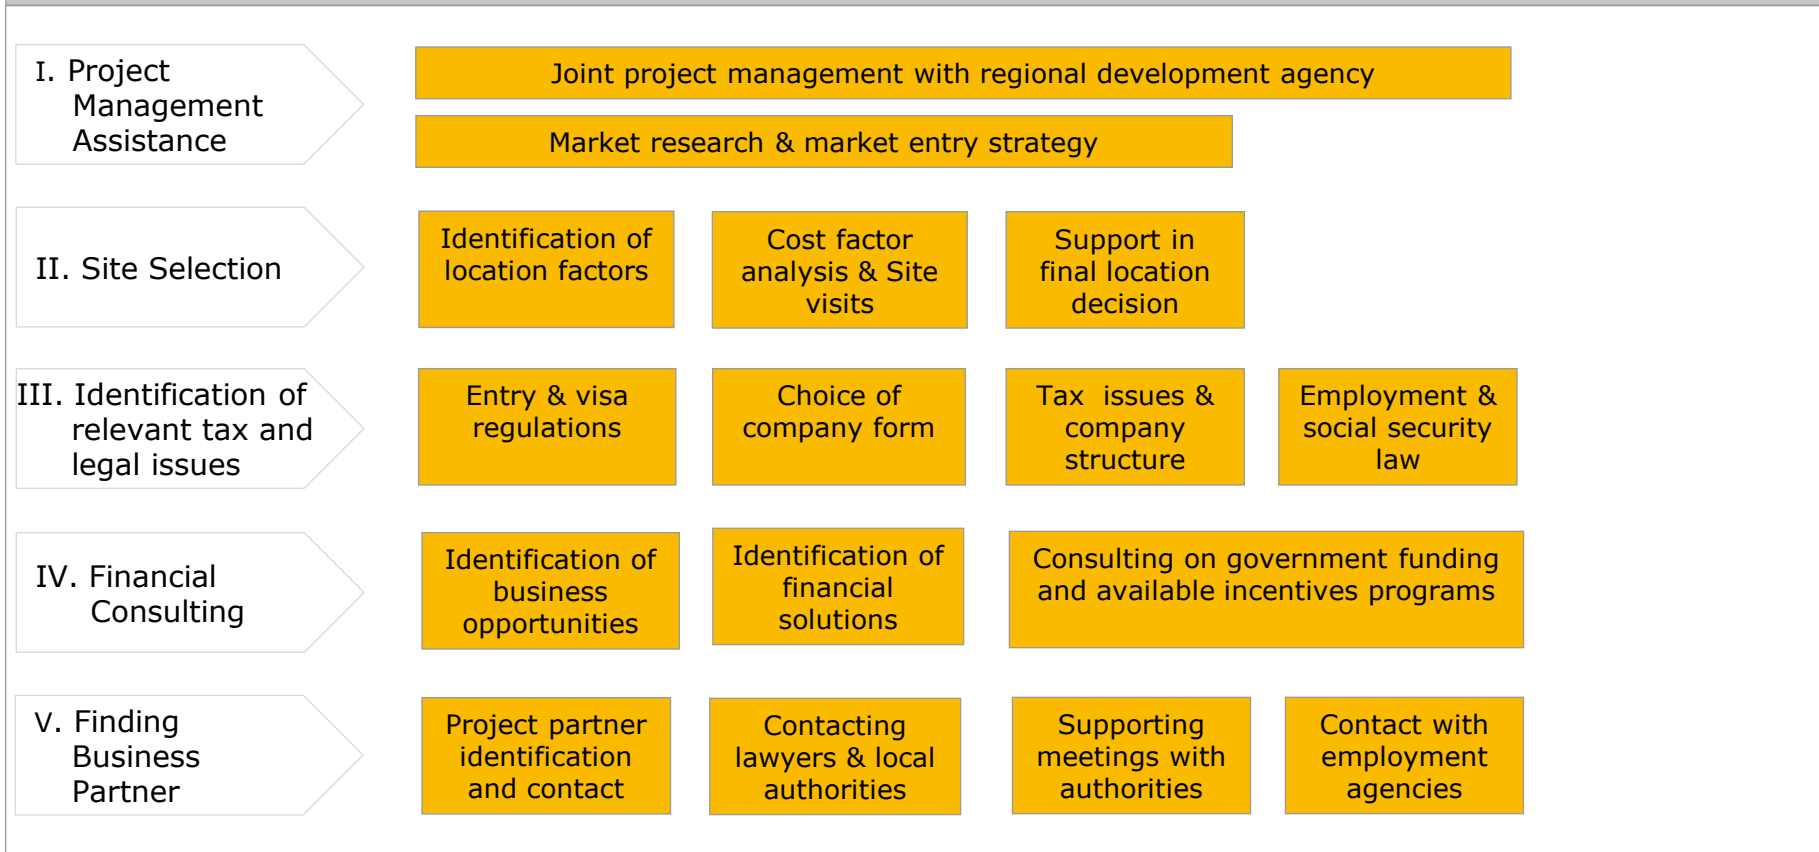 I. Project
Management
Assistance
Joint project management with regional development agency
Market research & market entry strategy
II. Site Selection
Identification of
location factors
Cost factor
analysis & Site
visits
Support in
final location
decision
III. Identification of
relevant tax and
legal issues
Entry & visa
regulations
Choice of
company form
Tax issues &
company
structure
Employment &
social security
law
IV. Financial
Consulting
Identification of
business
opportunities
Identification of
financial
solutions
Consulting on government funding
and available incentives programs
V. Finding
Business
Partner
Project partner
identification
and contact
Contacting
lawyers & local
authorities
Supporting
meetings with
authorities
Contact with
employment
agencies